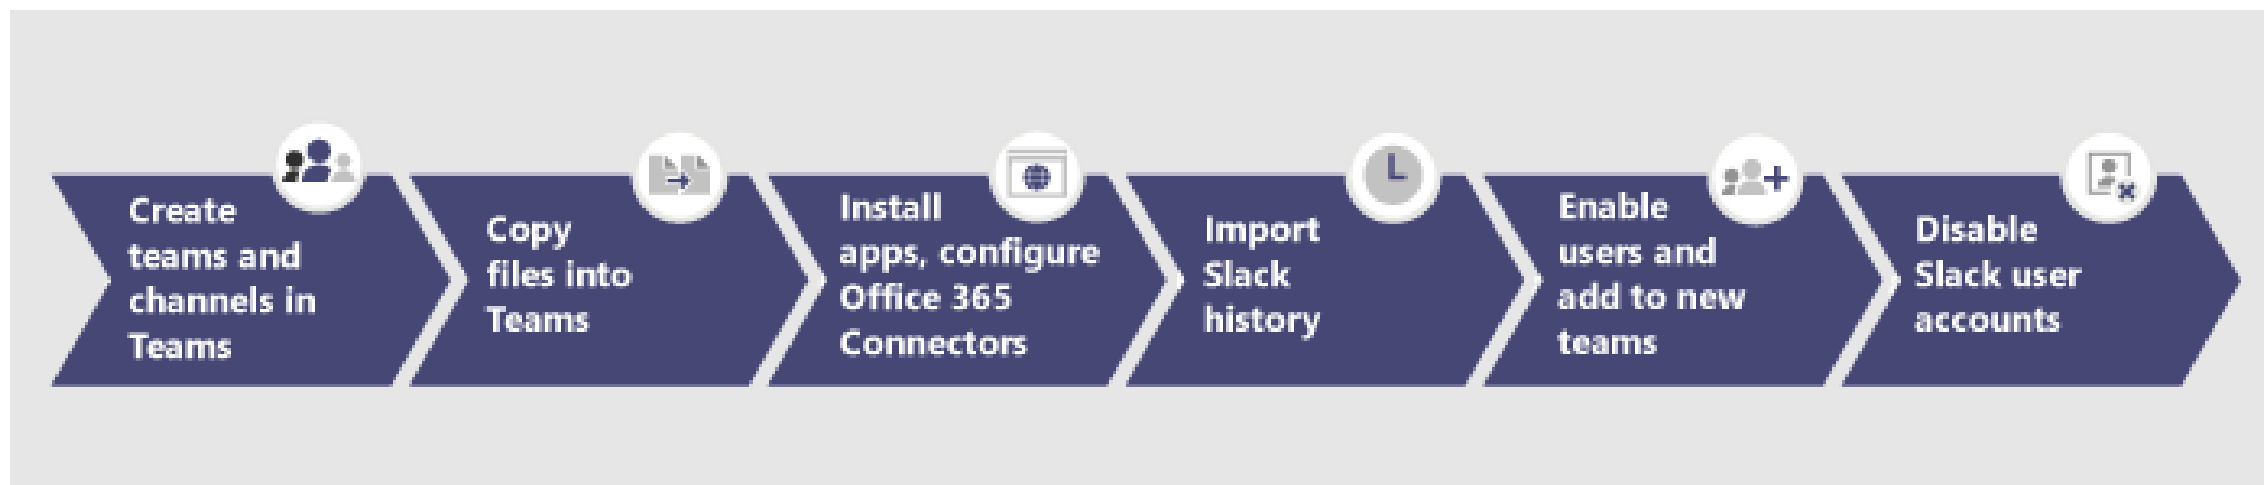 Create
teams and
channels in
Teams
Copy
files into
Teams
Install
apps, configure
Office 365
Connectors
Import
Slack
history
Enable
users and
add to new
teams
Disable
Slack user
accounts